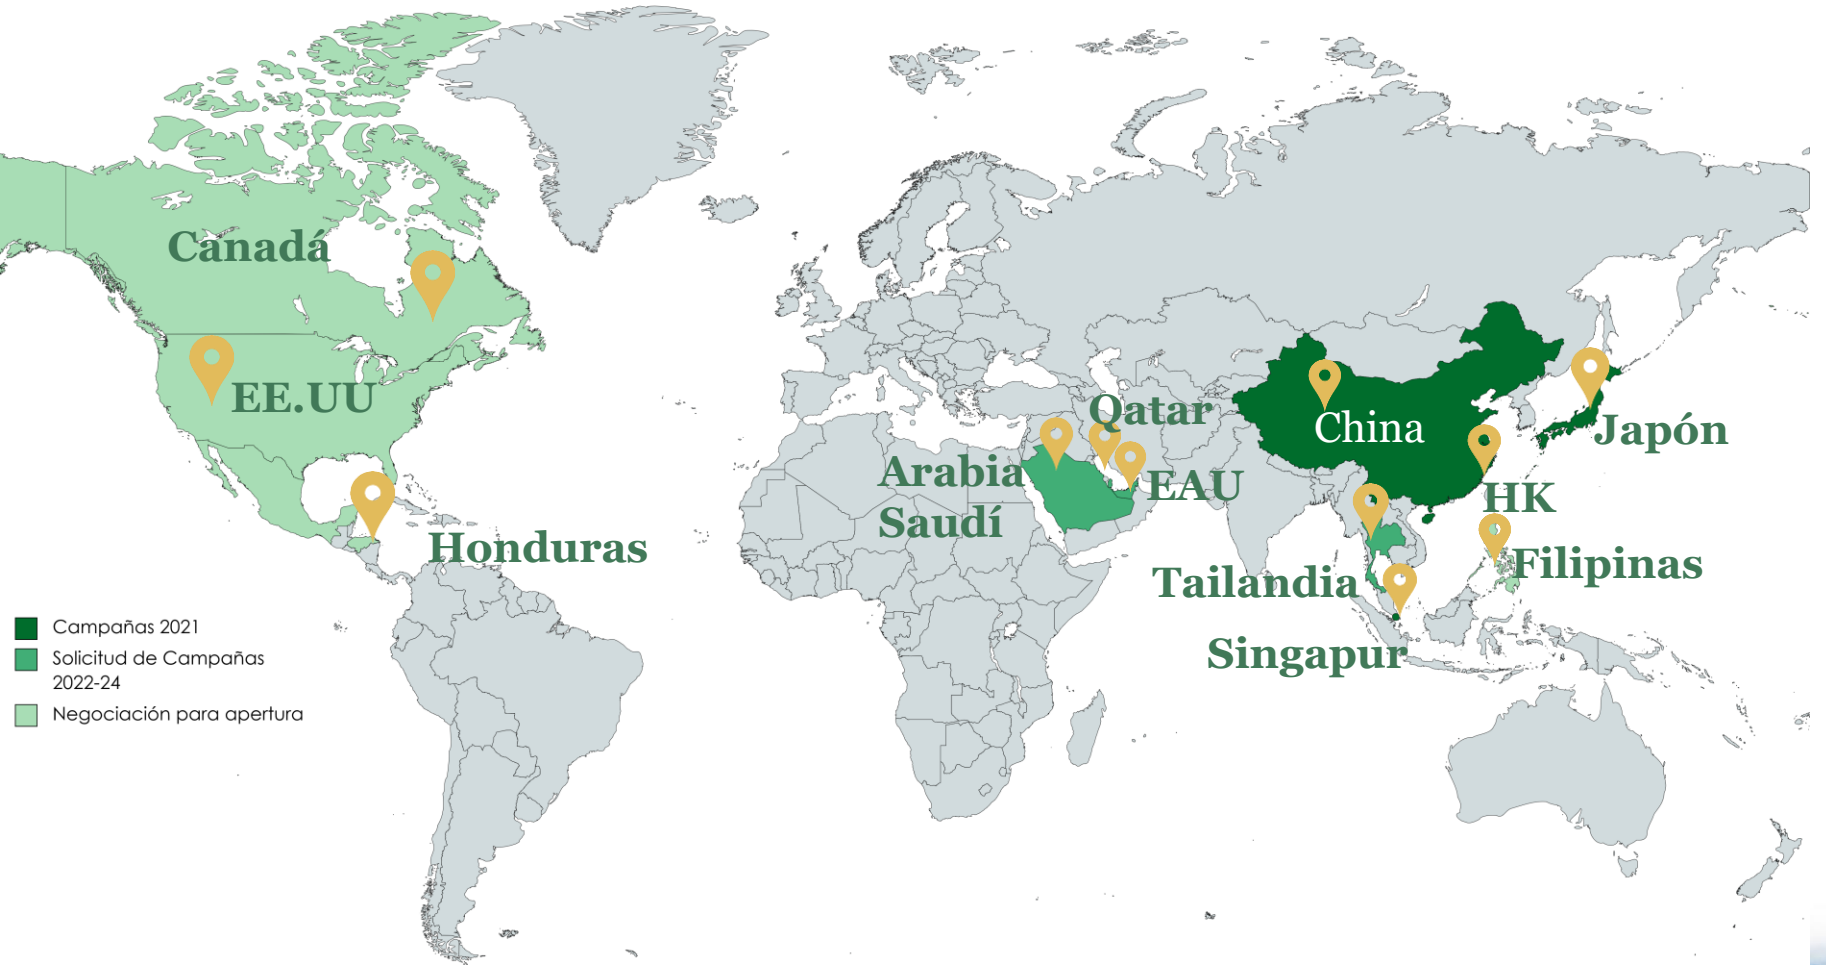 Canadá
EE.UU
Honduras
Qatar
Arabia
Saudí
EAU
China
Japón
HK
Filipinas
Tailandia
Singapur
Campañas 2021
Solicitud de Campañas
2022-24
Negociación para apertura